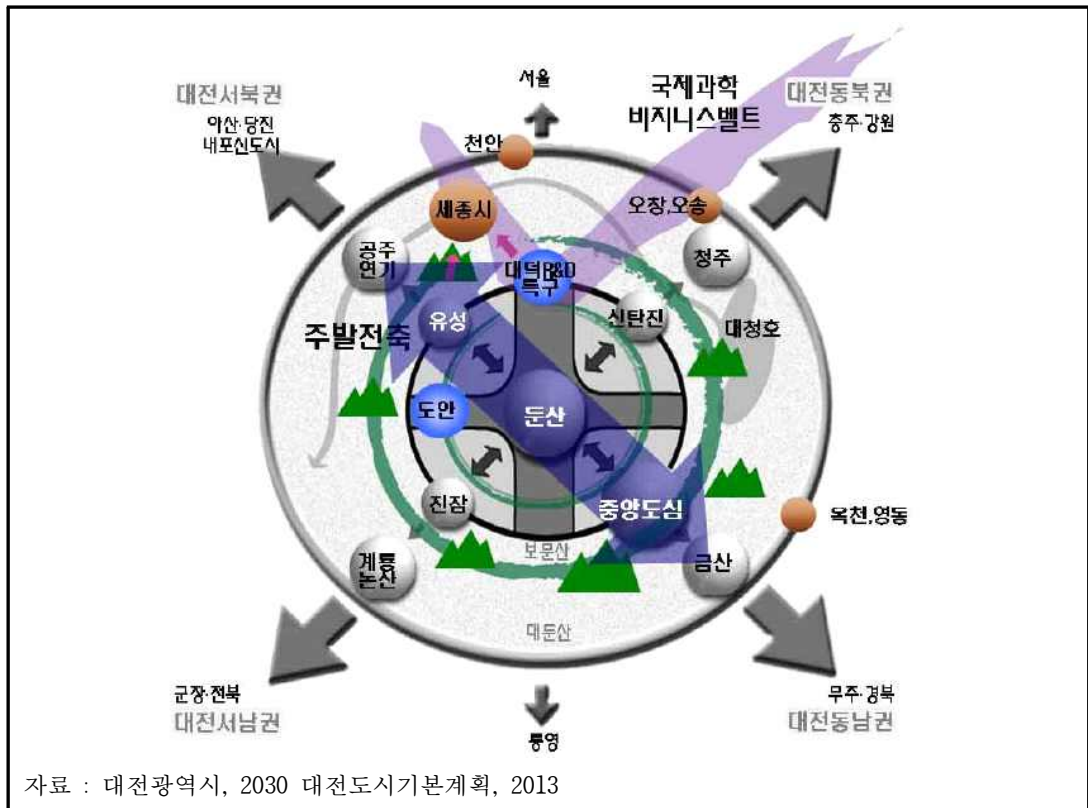 서울
국제과학
비지니스벨트
대전서북권
아산·당진
내포신도시
대전동북권
충주·강원
천안
세종시
오창,오송
공주
연기
청주
대덕R&D
특구
유성
신탄진
대청호
주발전축
도안
둔산
진잠
중앙도심
옥천,영동
보문산
계룡
논산
금산
대둔산
군장·전북
대전서남권
무주·경북
대전동남권
통영
자료 : 대전광역시, 2030 대전도시기본계획, 2013